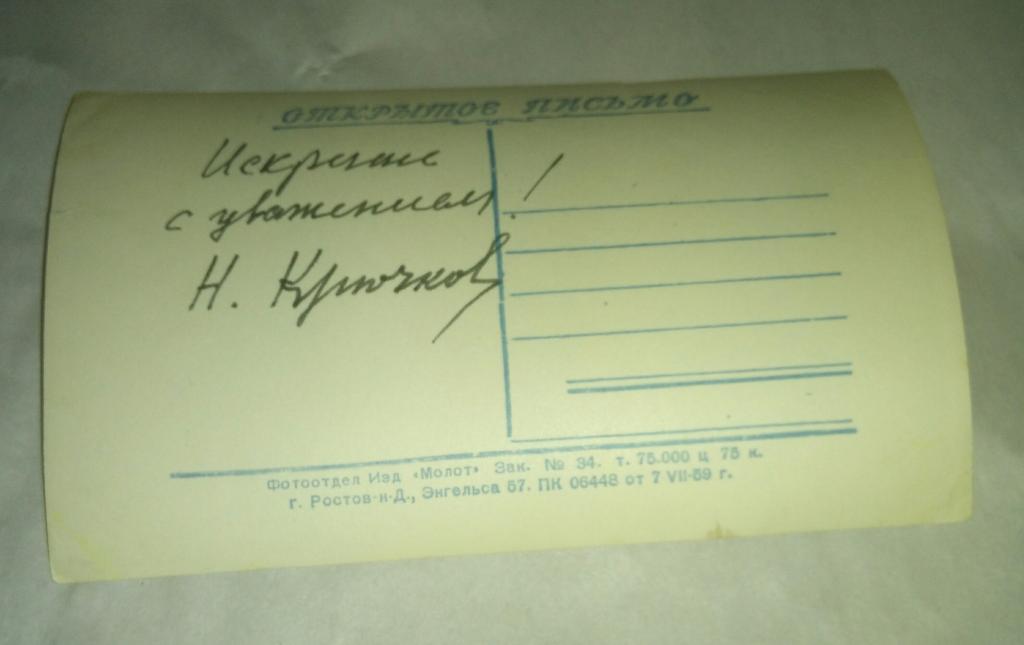 ОТКРЫТОЕ ПИСЬМО
Искренне
с уважением!
Н. Крючков
Фотоотдел Изд «Молот» Зак. № 34. т. 75.000 ц 75 к.
г. Ростов-н-Д., Энгельса 57. ПК 06448 от 7 VII-59 г.